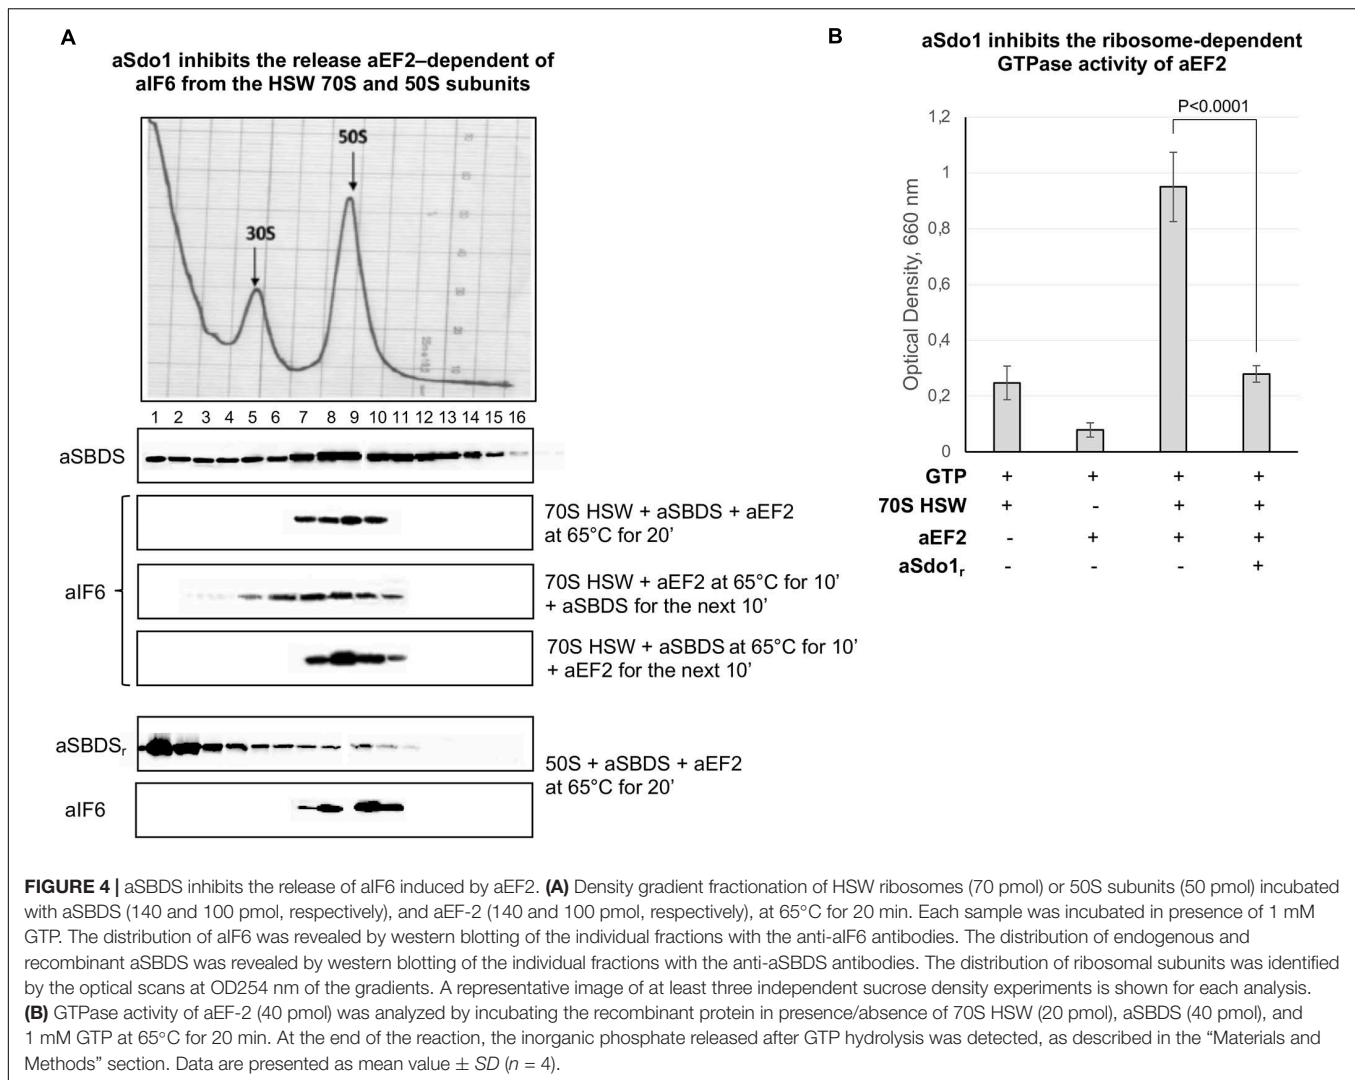 A
aSdo1 inhibits the release aEF2–dependent of
aIF6 from the HSW 70S and 50S subunits
50S
30S
1 2 3 4 5 6 7 8 9 10 11 12 13 14 15 16
aSBDS
70S HSW + aSBDS + aEF2
at 65°C for 20’
aIF6
70S HSW + aEF2 at 65°C for 10’
+ aSBDS for the next 10’
70S HSW + aSBDS at 65°C for 10’
+ aEF2 for the next 10’
aSBDSr
50S + aSBDS + aEF2
at 65°C for 20’
aIF6
B
aSdo1 inhibits the ribosome-dependent
GTPase activity of aEF2
P<0.0001
Optical Density, 660 nm
1,2
1
0,8
0,6
0,4
0,2
0
GTP + + + +
70S HSW + - + +
aEF2 - + + +
aSdo1r - - - +
FIGURE 4 | aSBDS inhibits the release of aIF6 induced by aEF2. (A) Density gradient fractionation of HSW ribosomes (70 pmol) or 50S subunits (50 pmol) incubated
with aSBDS (140 and 100 pmol, respectively), and aEF-2 (140 and 100 pmol, respectively), at 65°C for 20 min. Each sample was incubated in presence of 1 mM
GTP. The distribution of aIF6 was revealed by western blotting of the individual fractions with the anti-aIF6 antibodies. The distribution of endogenous and
recombinant aSBDS was revealed by western blotting of the individual fractions with the anti-aSBDS antibodies. The distribution of ribosomal subunits was identified
by the optical scans at OD254 nm of the gradients. A representative image of at least three independent sucrose density experiments is shown for each analysis.
(B) GTPase activity of aEF-2 (40 pmol) was analyzed by incubating the recombinant protein in presence/absence of 70S HSW (20 pmol), aSBDS (40 pmol), and
1 mM GTP at 65°C for 20 min. At the end of the reaction, the inorganic phosphate released after GTP hydrolysis was detected, as described in the “Materials and
Methods” section. Data are presented as mean value ± SD (n = 4).